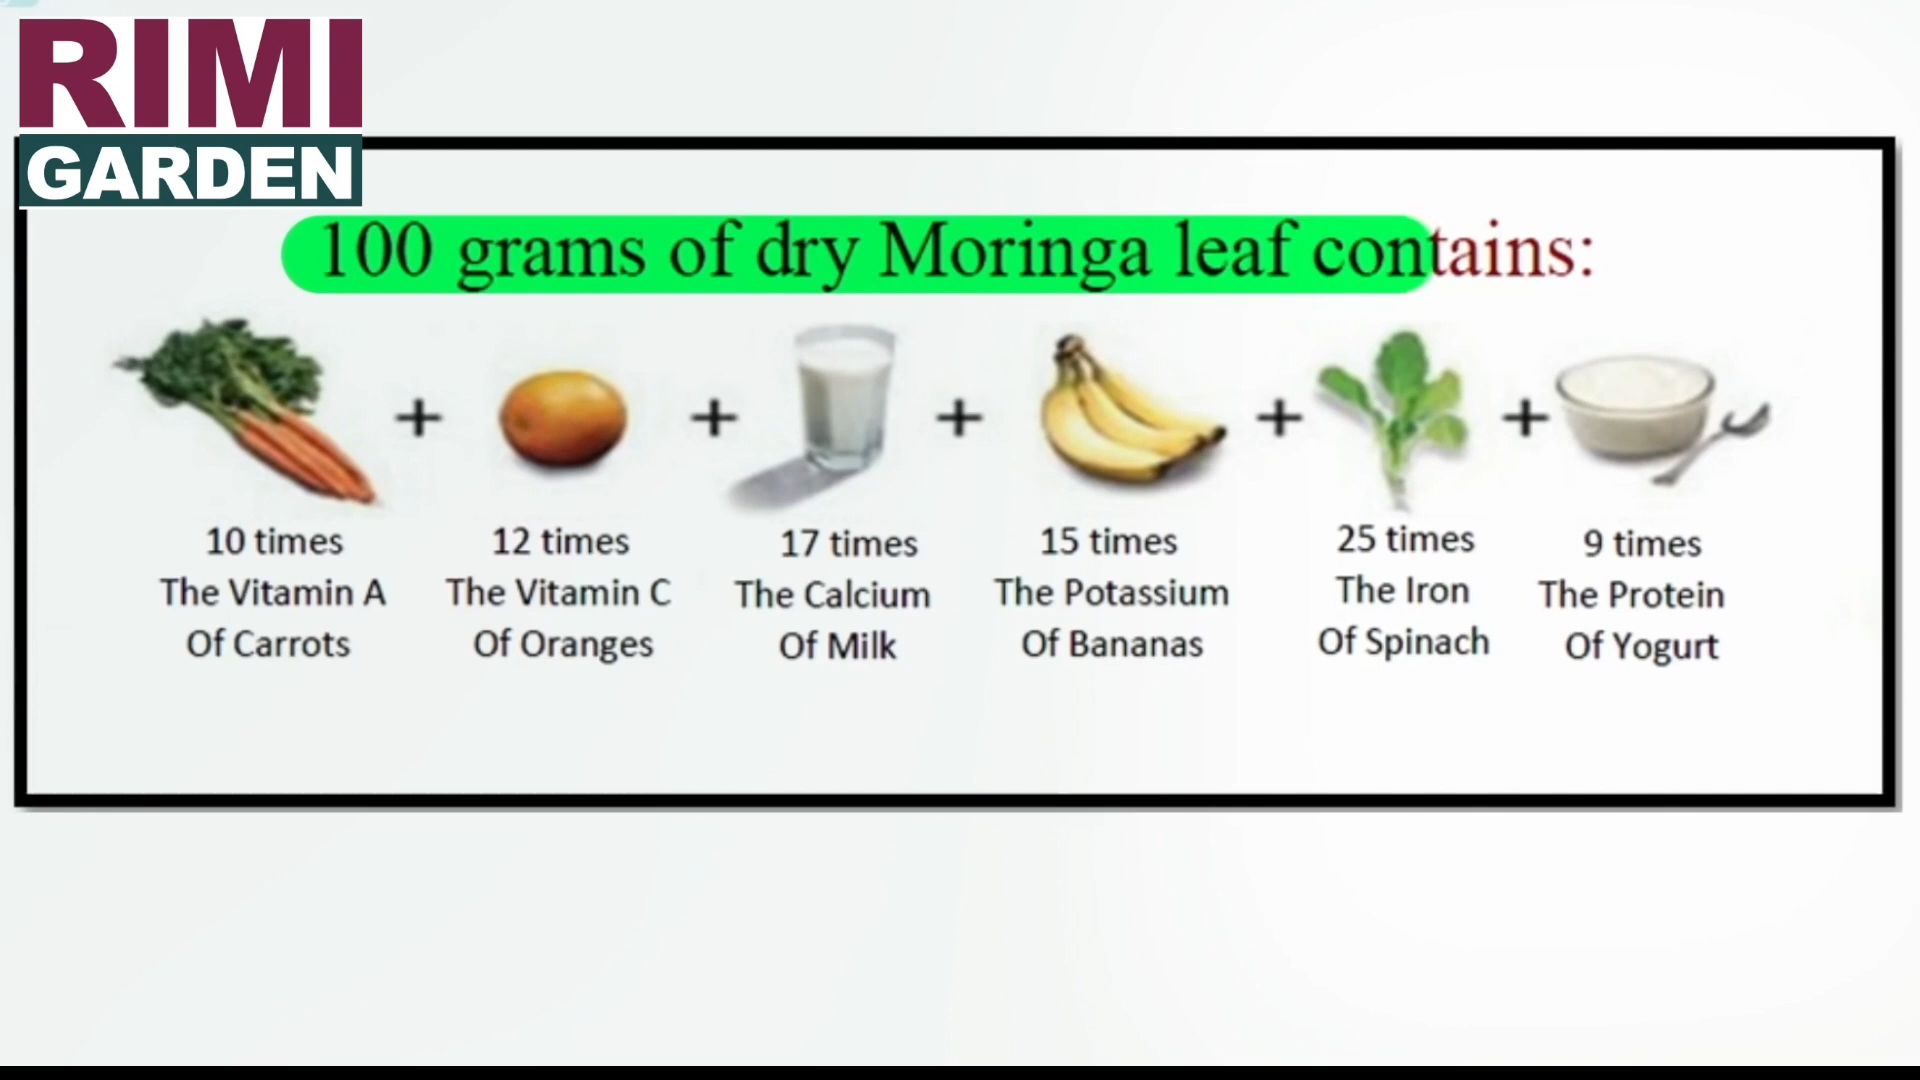 RIMI
GARDEN
100 grams of dry Moringa leaf contains:
+ + + + +
10 times
The Vitamin A
Of Carrots
12 times
The Vitamin C
Of Oranges
17 times
The Calcium
Of Milk
15 times
The Potassium
Of Bananas
25 times
The Iron
Of Spinach
9 times
The Protein
Of Yogurt